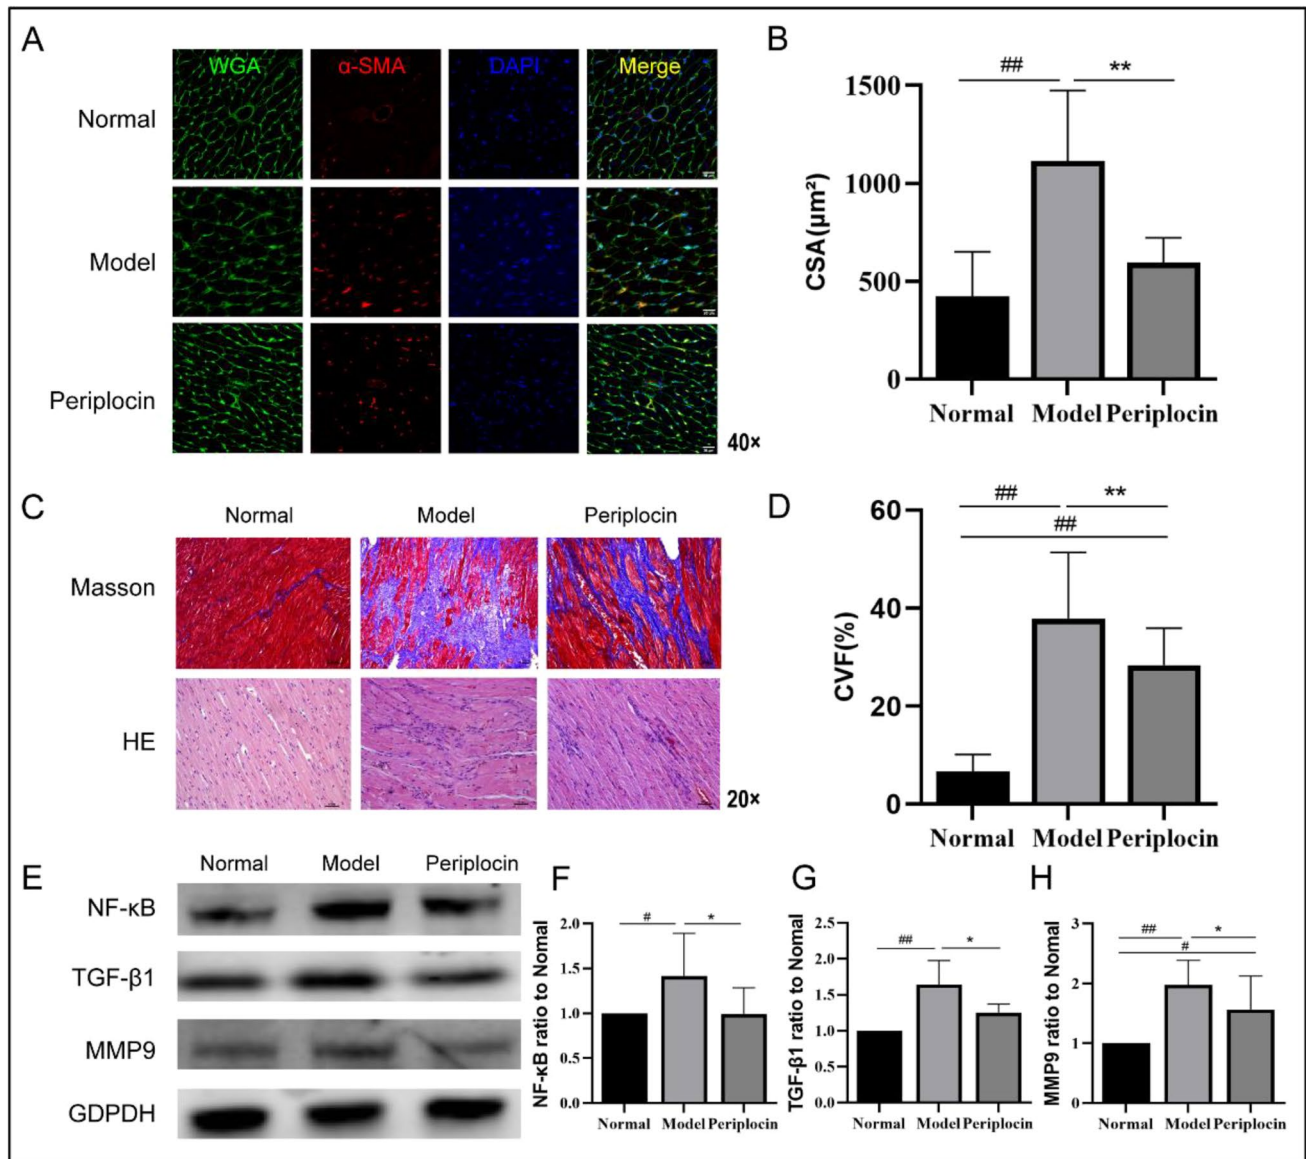 A
WGA α-SMA DAPI Merge
Normal
Model
Periplocin
40×
B
## **
CSA(μm²)
1500
1000
500
0
Normal Model Periplocin
C
Normal Model Periplocin
Masson
HE
20×
D
## **
##
CVF(%)
60
40
20
0
Normal Model Periplocin
E
Normal Model Periplocin
NF-κB
TGF-β1
MMP9
GDPDH
F
# *
NF-κB ratio to Nomal
2.0
1.5
1.0
0.5
0.0
Normal Model Periplocin
G
## *
TGF-β1 ratio to Nomal
2.5
2.0
1.5
1.0
0.5
0.0
Normal Model Periplocin
H
## *
#
MMP9 ratio to Nomal
3
2
1
0
Normal Model Periplocin